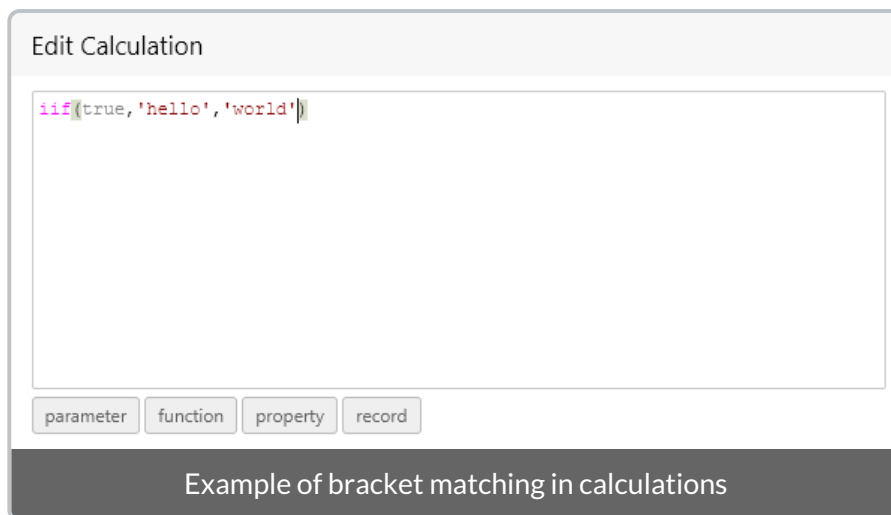 Edit Calculation
iif(true,'hello','world')
parameter function property record
Example of bracket matching in calculations